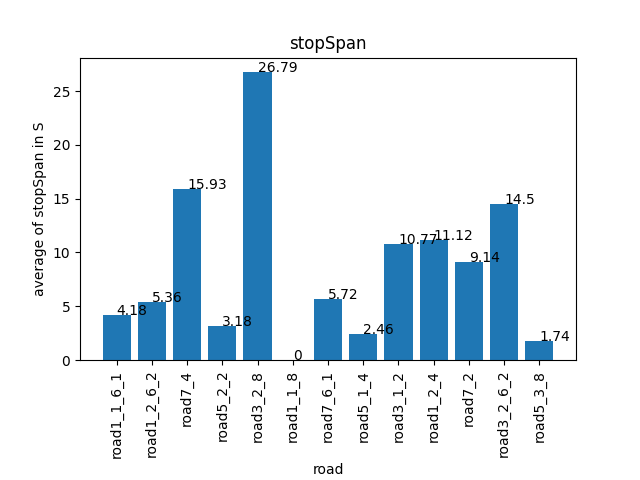 stopSpan
average of stopSpan in S
25
20
15
10
5
0
4.18
5.36
15.93
3.18
26.79
0
5.72
2.46
10.77
11.12
9.14
14.5
1.74
road1_1_6_1
road1_2_6_2
road7_4
road5_2_2
road3_2_8
road1_1_8
road7_6_1
road5_1_4
road3_1_2
road1_2_4
road7_2
road3_2_6_2
road5_3_8
road